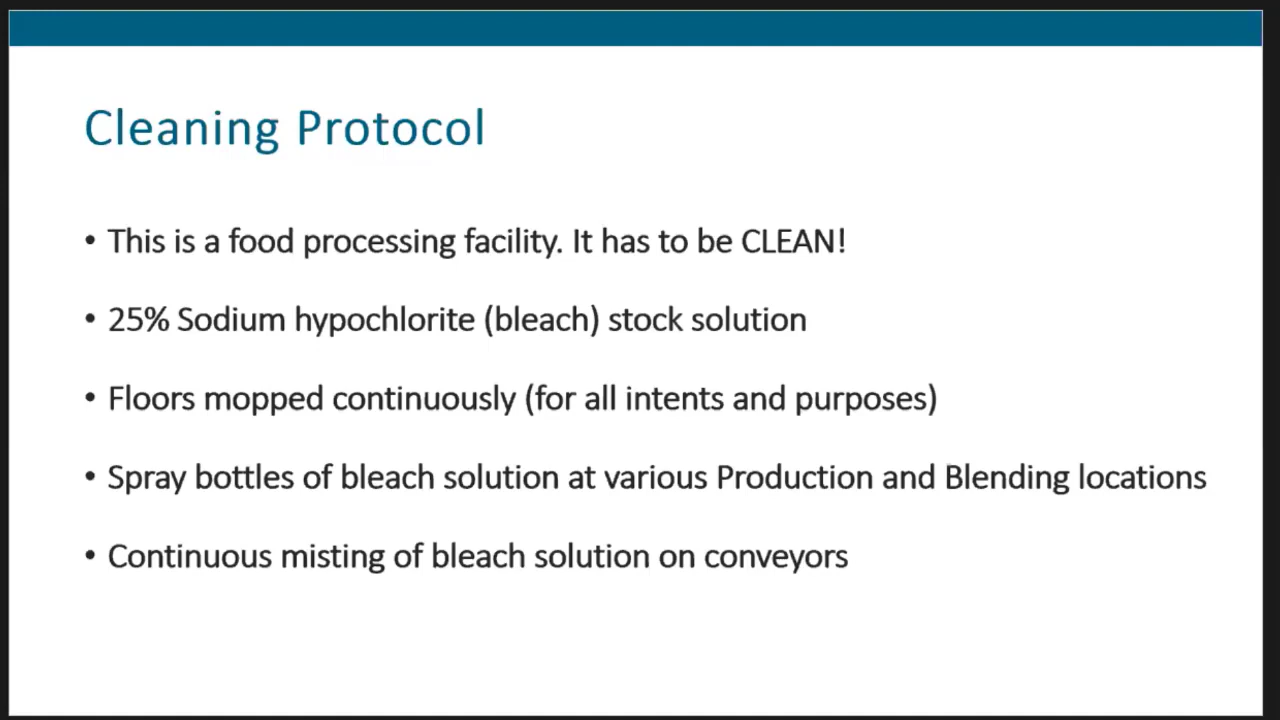 Cleaning Protocol
• This is a food processing facility. It has to be CLEAN!
• 25% Sodium hypochlorite (bleach) stock solution
• Floors mopped continuously (for all intents and purposes)
• Spray bottles of bleach solution at various Production and Blending locations
• Continuous misting of bleach solution on conveyors